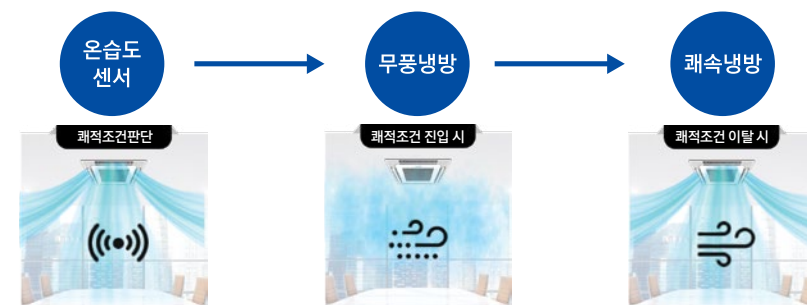 온습도
센서
무풍냉방
쾌속냉방
쾌적조건판단
쾌적조건 진입 시
쾌적조건 이탈 시